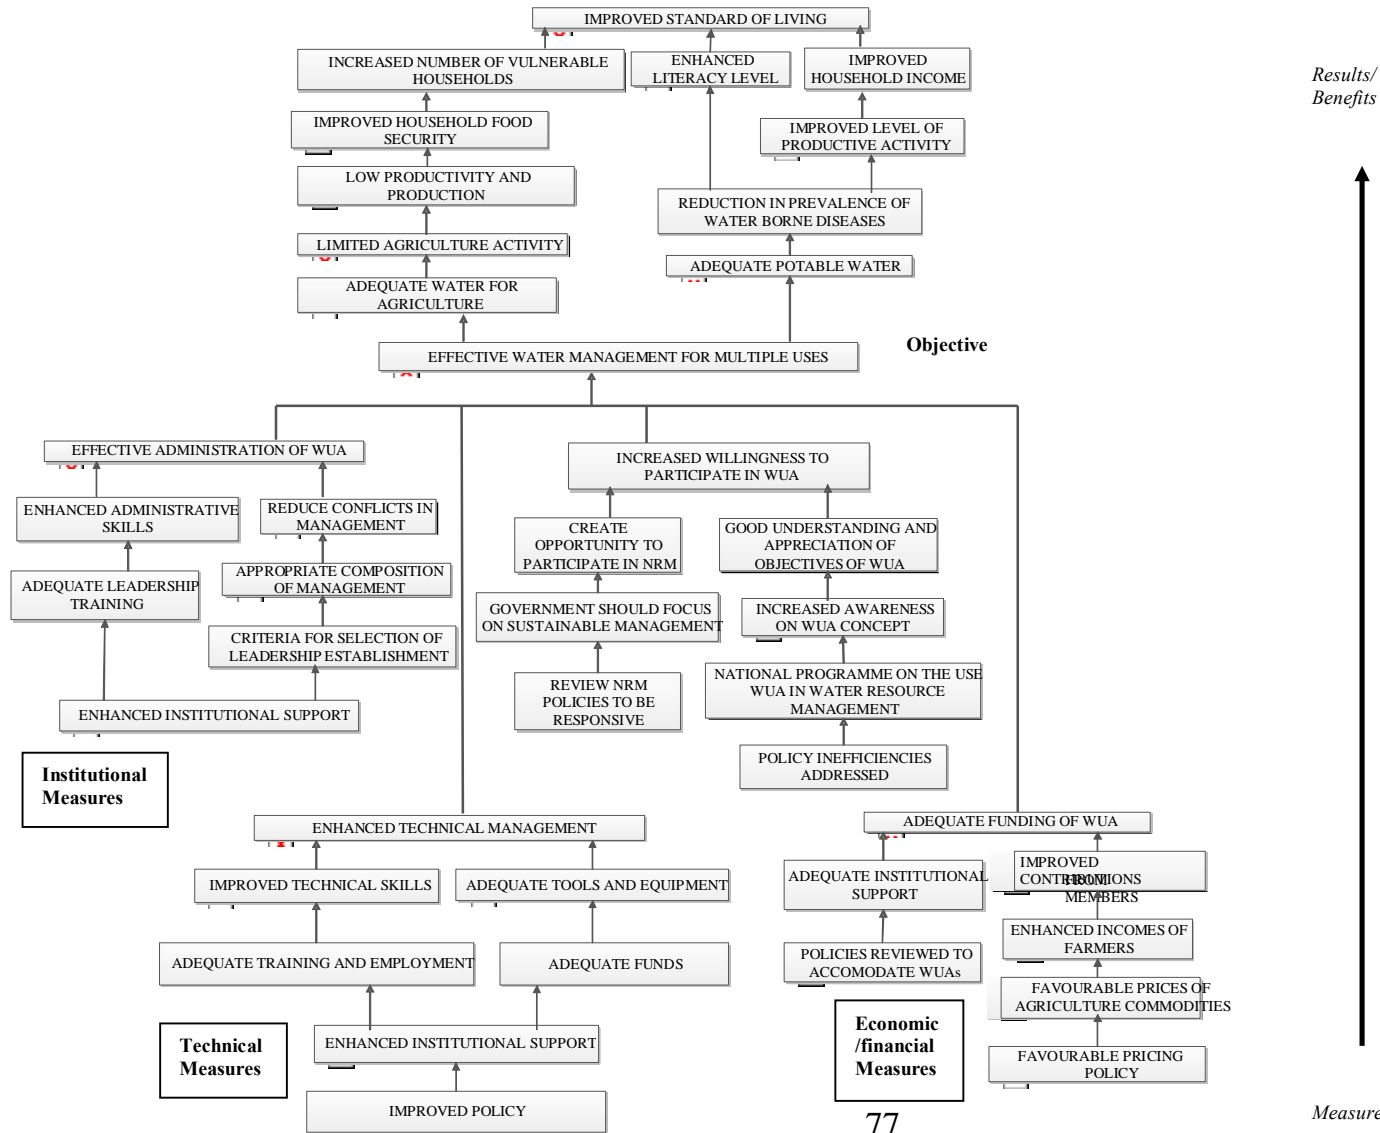 IMPROVED STANDARD OF LIVING
INCREASED NUMBER OF VULNERABLE
HOUSEHOLDS
ENHANCED
LITERACY LEVEL
IMPROVED
HOUSEHOLD INCOME
Results/
Benefits
IMPROVED HOUSEHOLD FOOD
SECURITY
IMPROVED LEVEL OF
PRODUCTIVE ACTIVITY
LOW PRODUCTIVITY AND
PRODUCTION
REDUCTION IN PREVALENCE OF
WATER BORNE DISEASES
LIMITED AGRICULTURE ACTIVITY
ADEQUATE POTABLE WATER
ADEQUATE WATER FOR
AGRICULTURE
EFFECTIVE WATER MANAGEMENT FOR MULTIPLE USES
Objective
EFFECTIVE ADMINISTRATION OF WUA
INCREASED WILLINGNESS TO
PARTICIPATE IN WUA
ENHANCED ADMINISTRATIVE
SKILLS
REDUCE CONFLICTS IN
MANAGEMENT
CREATE
OPPORTUNITY TO
PARTICIPATE IN NRM
GOOD UNDERSTANDING AND
APPRECIATION OF
OBJECTIVES OF WUA
ADEQUATE LEADERSHIP
TRAINING
APPROPRIATE COMPOSITION
OF MANAGEMENT
GOVERNMENT SHOULD FOCUS
ON SUSTAINABLE MANAGEMENT
INCREASED AWARENESS
ON WUA CONCEPT
CRITERIA FOR SELECTION OF
LEADERSHIP ESTABLISHMENT
REVIEW NRM
POLICIES TO BE
RESPONSIVE
NATIONAL PROGRAMME ON THE USE
WUA IN WATER RESOURCE
MANAGEMENT
ENHANCED INSTITUTIONAL SUPPORT
POLICY INEFFICIENCIES
ADDRESSED
Institutional
Measures
ENHANCED TECHNICAL MANAGEMENT
ADEQUATE FUNDING OF WUA
IMPROVED TECHNICAL SKILLS
ADEQUATE TOOLS AND EQUIPMENT
ADEQUATE INSTITUTIONAL
SUPPORT
IMPROVED
CONTRIBUTIONS
FROM
MEMBERS
ADEQUATE TRAINING AND EMPLOYMENT
ADEQUATE FUNDS
POLICIES REVIEWED TO
ACCOMODATE WUAs
ENHANCED INCOMES OF
FARMERS
FAVOURABLE PRICES OF
AGRICULTURE COMMODITIES
Technical
Measures
ENHANCED INSTITUTIONAL SUPPORT
Economic
/financial
Measures
FAVOURABLE PRICING
POLICY
IMPROVED POLICY
77
Measure